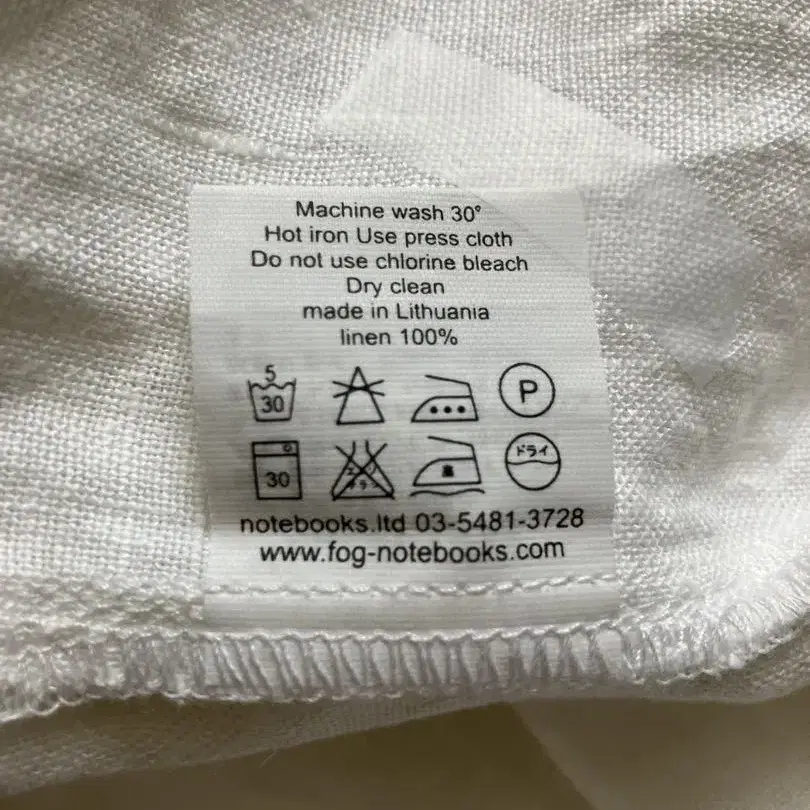 Machine wash 30°
Hot iron Use press cloth
Do not use chlorine bleach
Dry clean
made in Lithuania
linen 100%
5
30 P
30 ドライ
notebooks.ltd 03-5481-3728
www.fog-notebooks.com